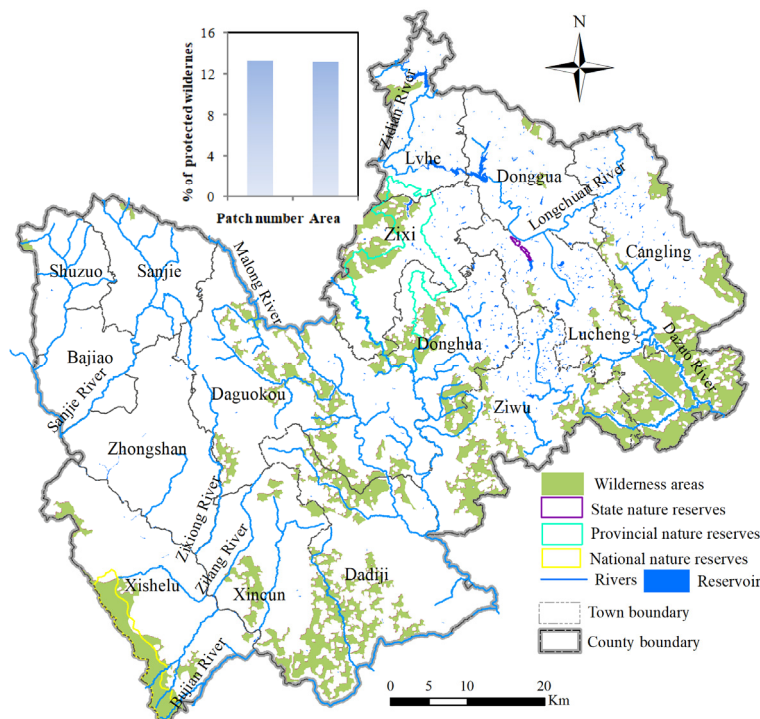 16
12
8
4
0
% of protected wildernes
Patch number Area
N
Zidian River
Lvhe
Donggua
Longchuan River
Zixi
Cangling
Shuzuo
Sanjie
Malong River
Bajiao
Donghua
Lucheng
Dazuo River
Sanjie River
Daguokou
Ziwu
Zhongshan
Zixiong River
Zilang River
Xishelu
Xincun
Dadiji
Bujian River
Wilderness areas
State nature reserves
Provincial nature reserves
National nature reserves
Rivers Reservoir
Town boundary
County boundary
0 5 10 20
Km